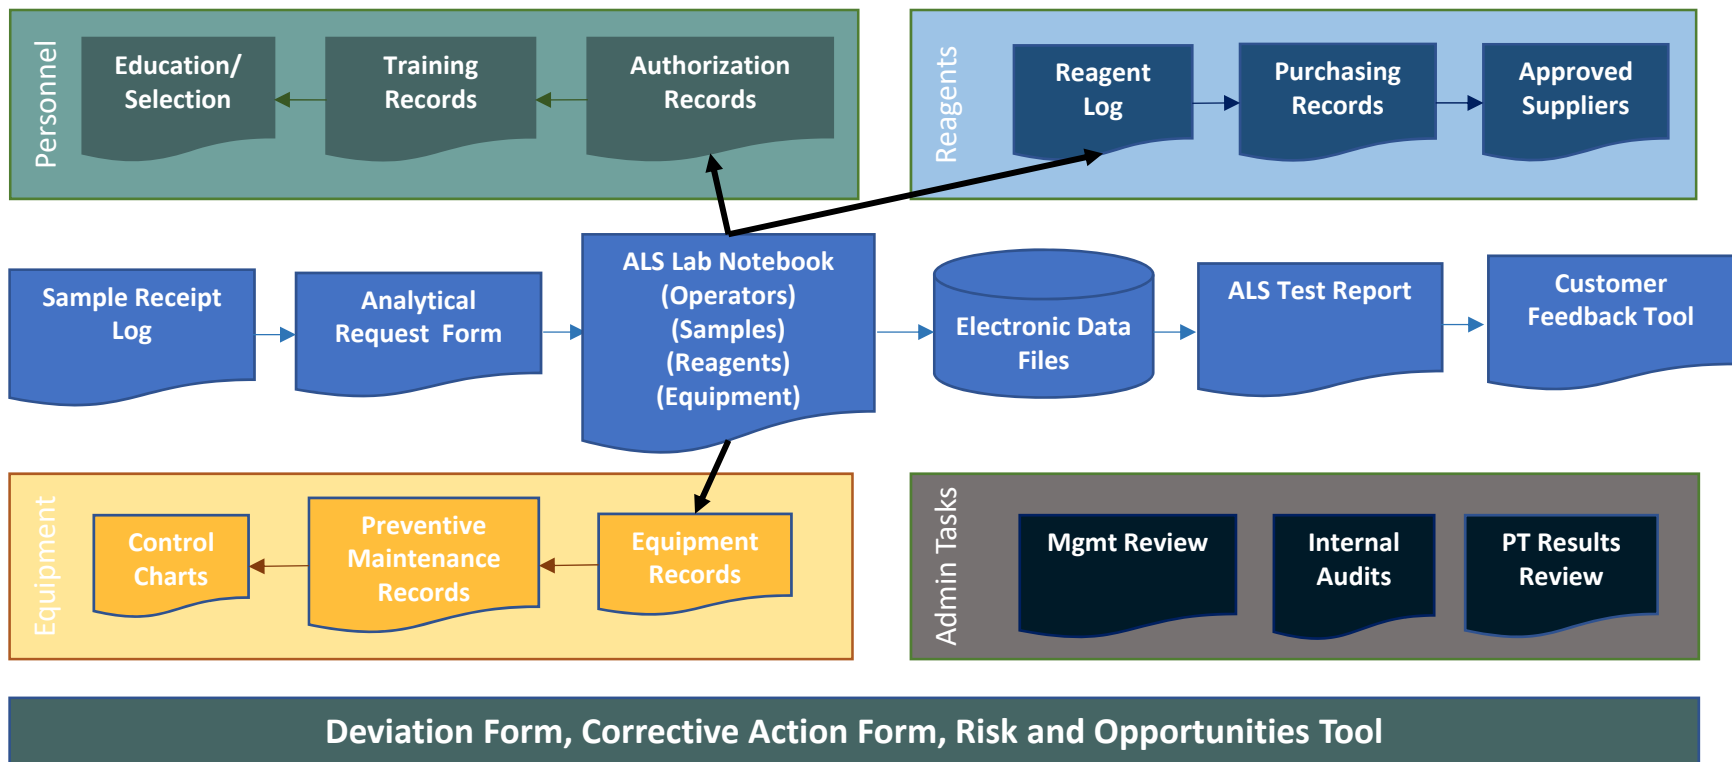 Personnel
Education/
Selection
Training
Records
Authorization
Records
Reagents
Reagent
Log
Purchasing
Records
Approved
Suppliers
Sample Receipt
Log
Analytical
Request Form
ALS Lab Notebook
(Operators)
(Samples)
(Reagents)
(Equipment)
Electronic Data
Files
ALS Test Report
Customer
Feedback Tool
Equipment
Control
Charts
Preventive
Maintenance
Records
Equipment
Records
Admin Tasks
Mgmt Review
Internal
Audits
PT Results
Review
Deviation Form, Corrective Action Form, Risk and Opportunities Tool